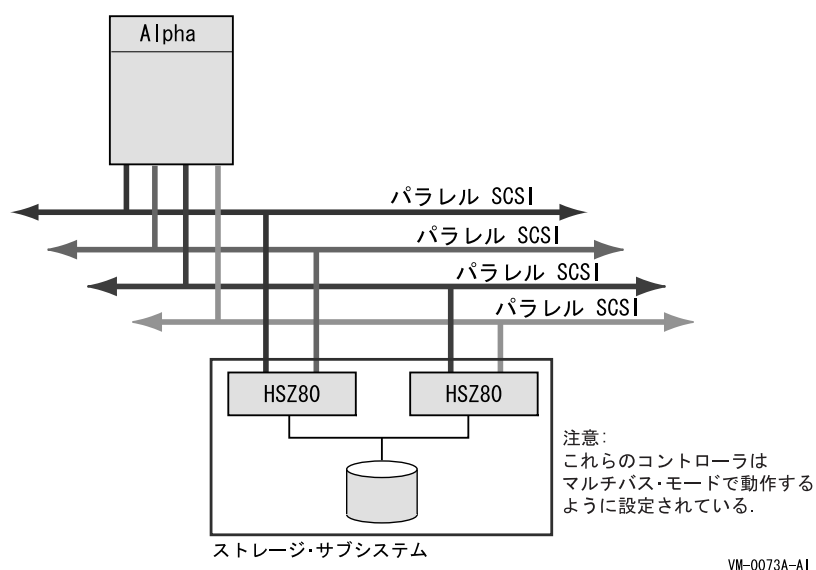 Alpha
パラレル SCSI
パラレル SCSI
パラレル SCSI
パラレル SCSI
HSZ80
HSZ80
注意:
これらのコントローラは
マルチバス・モードで動作する
ように設定されている.
ストレージ・サブシステム
VM-0073A-AI